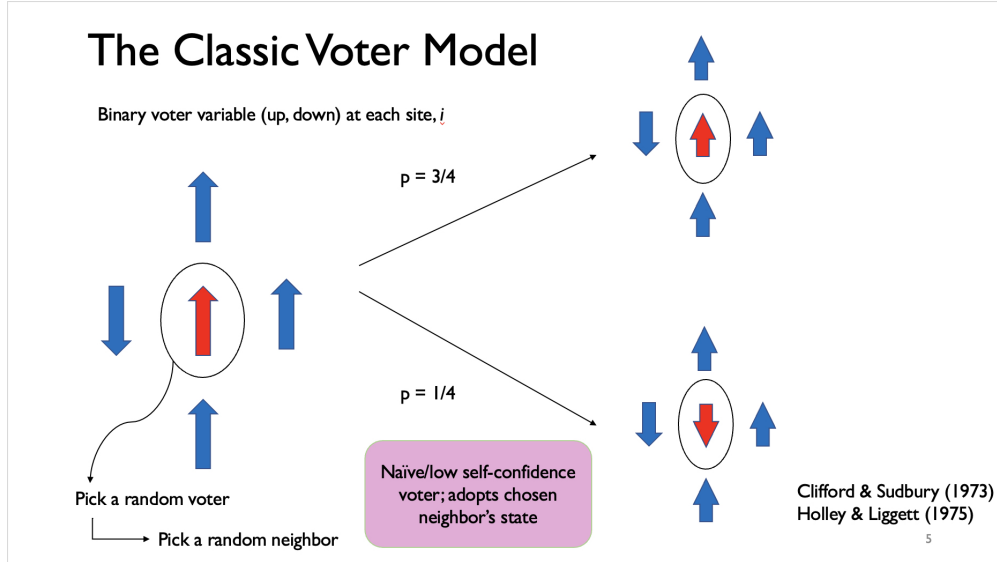 The Classic Voter Model
Binary voter variable (up, down) at each site, i
p = 3/4
p = 1/4
Pick a random voter
Pick a random neighbor
Naïve/low self-confidence
voter; adopts chosen
neighbor's state
Clifford & Sudbury (1973)
Holley & Liggett (1975)
5